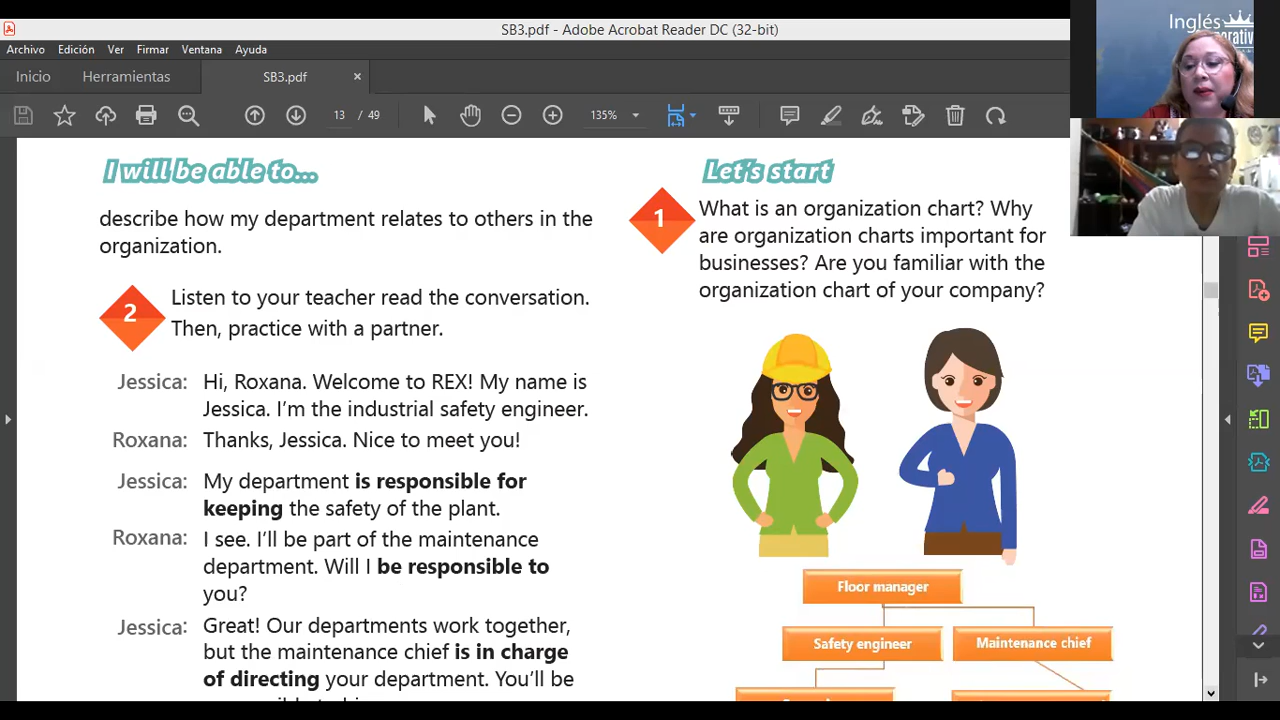 SB3.pdf - Adobe Acrobat Reader DC (32-bit)
Archivo Edición Ver Firmar Ventana Ayuda
Inicio Herramientas SB3.pdf ×
13 / 49 135%
Inglés
I will be able to...
describe how my department relates to others in the
organization.
2
Listen to your teacher read the conversation.
Then, practice with a partner.
Jessica: Hi, Roxana. Welcome to REX! My name is
Jessica. I'm the industrial safety engineer.
Roxana: Thanks, Jessica. Nice to meet you!
Jessica: My department is responsible for
keeping the safety of the plant.
Roxana: I see. I'll be part of the maintenance
department. Will I be responsible to
you?
Jessica: Great! Our departments work together,
but the maintenance chief is in charge
of directing your department. You'll be
Let's start
1
What is an organization chart? Why
are organization charts important for
businesses? Are you familiar with the
organization chart of your company?
Floor manager
Safety engineer Maintenance chief